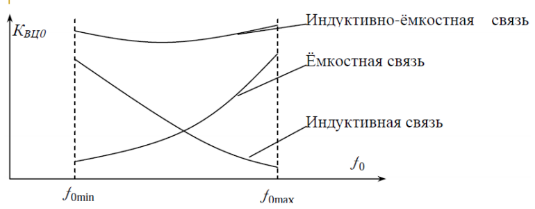 K_ВЦ0
Индуктивно-ёмкостная связь
Ёмкостная связь
Индуктивная связь
f_0
f_0min
f_0max